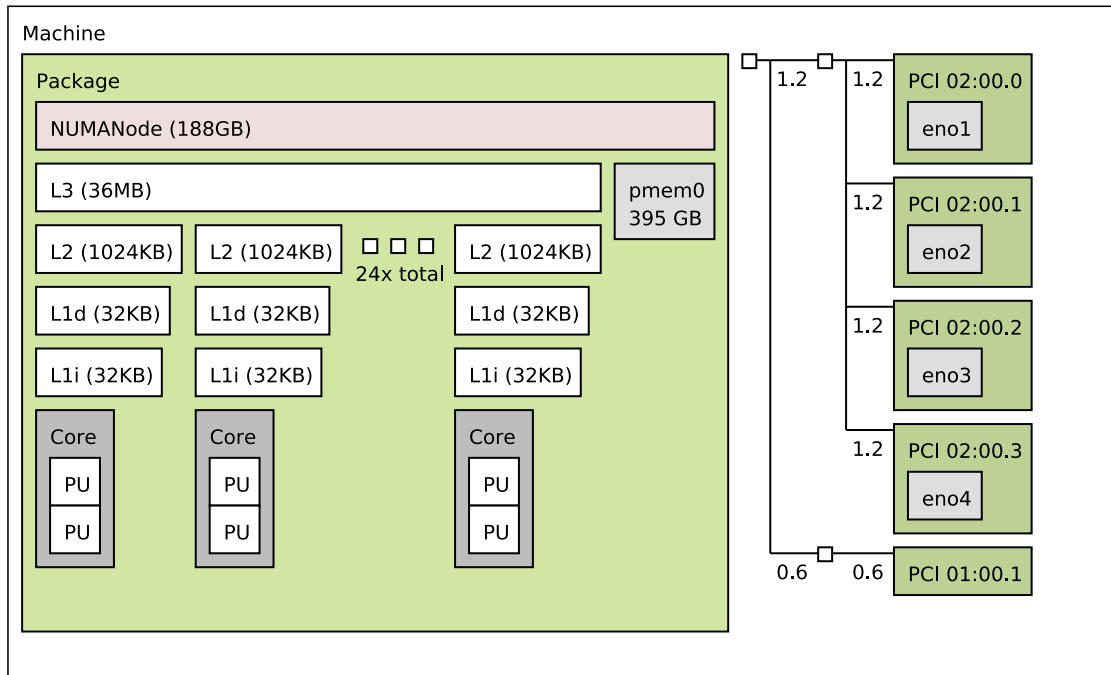 Machine
Package
NUMANode (188GB)
L3 (36MB)
pmem0
395 GB
L2 (1024KB)
L2 (1024KB)
24x total
L2 (1024KB)
L1d (32KB)
L1d (32KB)
L1d (32KB)
L1i (32KB)
L1i (32KB)
L1i (32KB)
Core
PU
PU
Core
PU
PU
Core
PU
PU
1.2
1.2
PCI 02:00.0
eno1
1.2
PCI 02:00.1
eno2
1.2
PCI 02:00.2
eno3
1.2
PCI 02:00.3
eno4
0.6
0.6
PCI 01:00.1